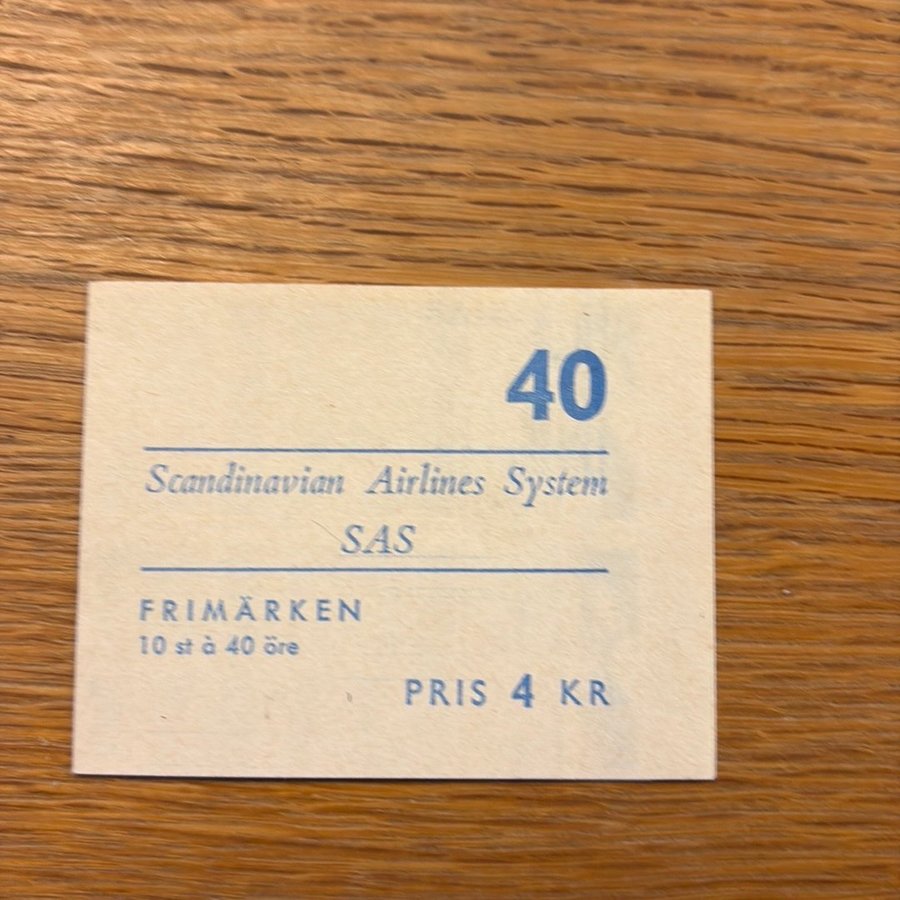 40
Scandinavian Airlines System
SAS
FRIMÄRKEN
10 st à 40 öre
PRIS 4 KR